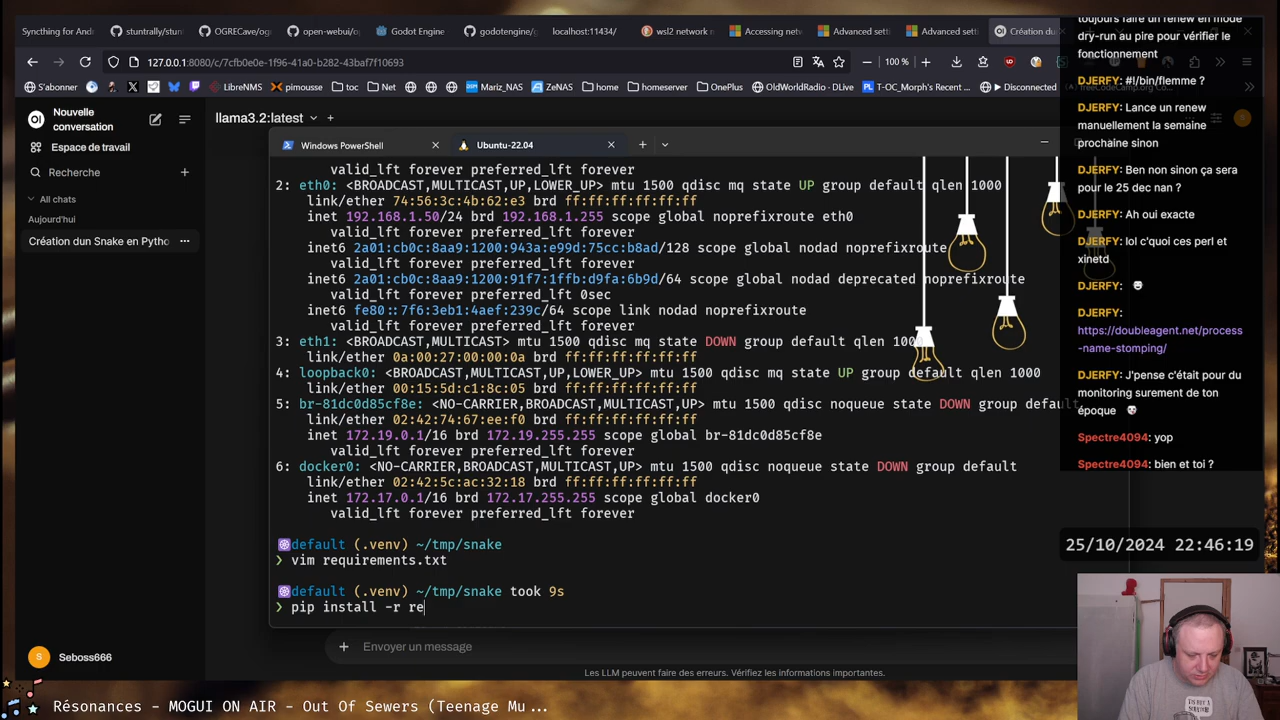 Syncthing for And
stuntrally/stuntr
OGRECave/ogr
open-webui/op
Godot Engine
godotengine/g
localhost:11434/
wsl2 network n
Accessing netw
Advanced sett
Advanced sett
Création du
127.0.0.1:8080/c/7cfb0e0e-1f96-41a0-b282-43baf7f10693
100 %
S'abonner
LibreNMS
pimousse
toc
Net
Mariz_NAS
ZeNAS
home
homeserver
OnePlus
OldWorldRadio - DLive
T-OC_Morph's Recent ...
Disconnected
Nouvelle
conversation
Espace de travail
Recherche
All chats
Aujourd'hui
Création dun Snake en Pytho
Seboss666
llama3.2:latest
Windows PowerShell
Ubuntu-22.04
valid_lft forever preferred_lft forever
2: eth0: <BROADCAST,MULTICAST,UP,LOWER_UP> mtu 1500 qdisc mq state UP group default qlen 1000
link/ether 74:56:3c:4b:62:e3 brd ff:ff:ff:ff:ff:ff
inet 192.168.1.50/24 brd 192.168.1.255 scope global noprefixroute eth0
valid_lft forever preferred_lft forever
inet6 2a01:cb0c:8aa9:1200:943a:e99d:75cc:b8ad/128 scope global nodad noprefixroute
valid_lft forever preferred_lft forever
inet6 2a01:cb0c:8aa9:1200:91f7:1ffb:d9fa:6b9d/64 scope global nodad deprecated noprefixroute
valid_lft forever preferred_lft 0sec
inet6 fe80::7f6:3eb1:4aef:239c/64 scope link nodad noprefixroute
valid_lft forever preferred_lft forever
3: eth1: <BROADCAST,MULTICAST> mtu 1500 qdisc mq state DOWN group default qlen 1000
link/ether 0a:00:27:00:00:0a brd ff:ff:ff:ff:ff:ff
4: loopback0: <BROADCAST,MULTICAST,UP,LOWER_UP> mtu 1500 qdisc mq state UP group default qlen 1000
link/ether 00:15:5d:c1:8c:05 brd ff:ff:ff:ff:ff:ff
5: br-81dc0d85cf8e: <NO-CARRIER,BROADCAST,MULTICAST,UP> mtu 1500 qdisc noqueue state DOWN group default
link/ether 02:42:74:67:ee:f0 brd ff:ff:ff:ff:ff:ff
inet 172.19.0.1/16 brd 172.19.255.255 scope global br-81dc0d85cf8e
valid_lft forever preferred_lft forever
6: docker0: <NO-CARRIER,BROADCAST,MULTICAST,UP> mtu 1500 qdisc noqueue state DOWN group default
link/ether 02:42:5c:ac:32:18 brd ff:ff:ff:ff:ff:ff
inet 172.17.0.1/16 brd 172.17.255.255 scope global docker0
valid_lft forever preferred_lft forever
default (.venv) ~/tmp/snake
❯ vim requirements.txt
default (.venv) ~/tmp/snake took 9s
❯ pip install -r re
Envoyer un message
Les LLM peuvent faire des erreurs. Vérifiez les informations importantes.
toujours faire un renew en mode
dry-run au pire pour vérifier le
fonctionnement
DJERFY: #!/bin/flemme ?
DJERFY: Lance un renew
manuellement la semaine
prochaine sinon
DJERFY: Ben non sinon ça sera
pour le 25 dec nan ?
DJERFY: Ah oui exacte
DJERFY: lol c'quoi ces perl et
xinetd
DJERFY:
DJERFY:
https://doubleagent.net/process
-name-stomping/
DJERFY: J'pense c'était pour du
monitoring surement de ton
époque
Spectre4094: yop
Spectre4094: bien et toi ?
25/10/2024 22:46:19
Résonances - MOGUI ON AIR - Out Of Sewers (Teenage Mu...